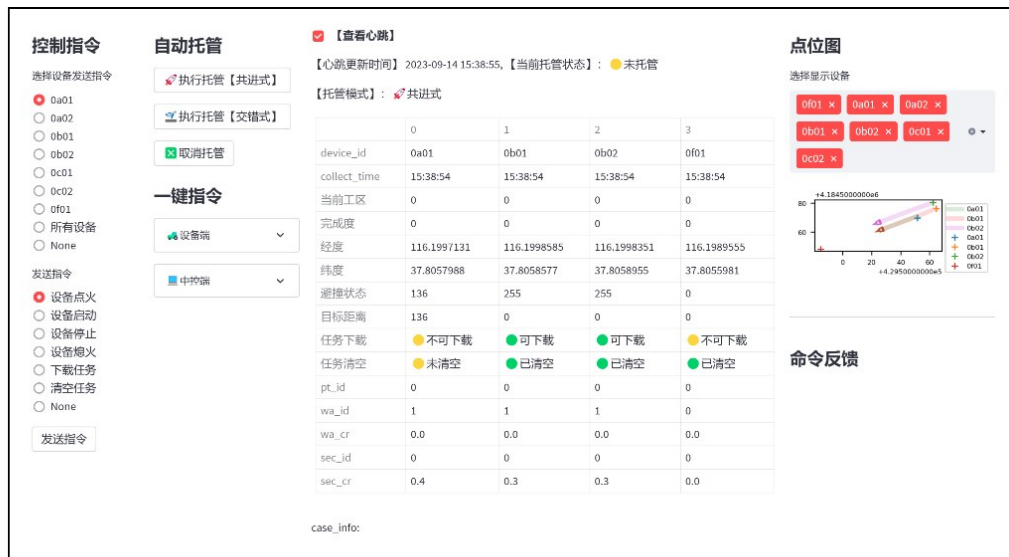 控制指令
选择设备发送指令
0a01
0a02
0b01
0b02
0c01
0c02
0f01
所有设备
None
发送指令
设备点火
设备启动
设备停止
设备熄火
下载任务
清空任务
None
发送指令
自动托管
执行托管【共进式】
执行托管【交错式】
取消托管
一键指令
设备端
中控端
【查看心跳】
【心跳更新时间】 2023-09-14 15:38:55, 【当前托管状态】: 未托管
【托管模式】: 共进式
0 1 2 3
device_id 0a01 0b01 0b02 0f01
collect_time 15:38:54 15:38:54 15:38:54 15:38:54
当前工区 0 0 0 0
完成度 0 0 0 0
经度 116.1997131 116.1998585 116.1998351 116.1989555
纬度 37.8057988 37.8058577 37.8058955 37.8055981
避撞状态 136 255 255 0
目标距离 136 0 0 0
任务下载 不可下载 可下载 可下载 不可下载
任务清空 未清空 已清空 已清空 已清空
pt_id 0 0 0 0
wa_id 1 1 1 0
wa_cr 0.0 0.0 0.0 0.0
sec_id 0 0 0 0
sec_cr 0.4 0.3 0.3 0.0
case_info:
点位图
选择显示设备
0f01 × 0a01 × 0a02 ×
0b01 × 0b02 × 0c01 ×
0c02 ×
+4.1845000000e6
80
60
0 20 40 60
+4.2950000000e5
0a01
0b01
0b02
0a01
0b01
0b02
0f01
命令反馈